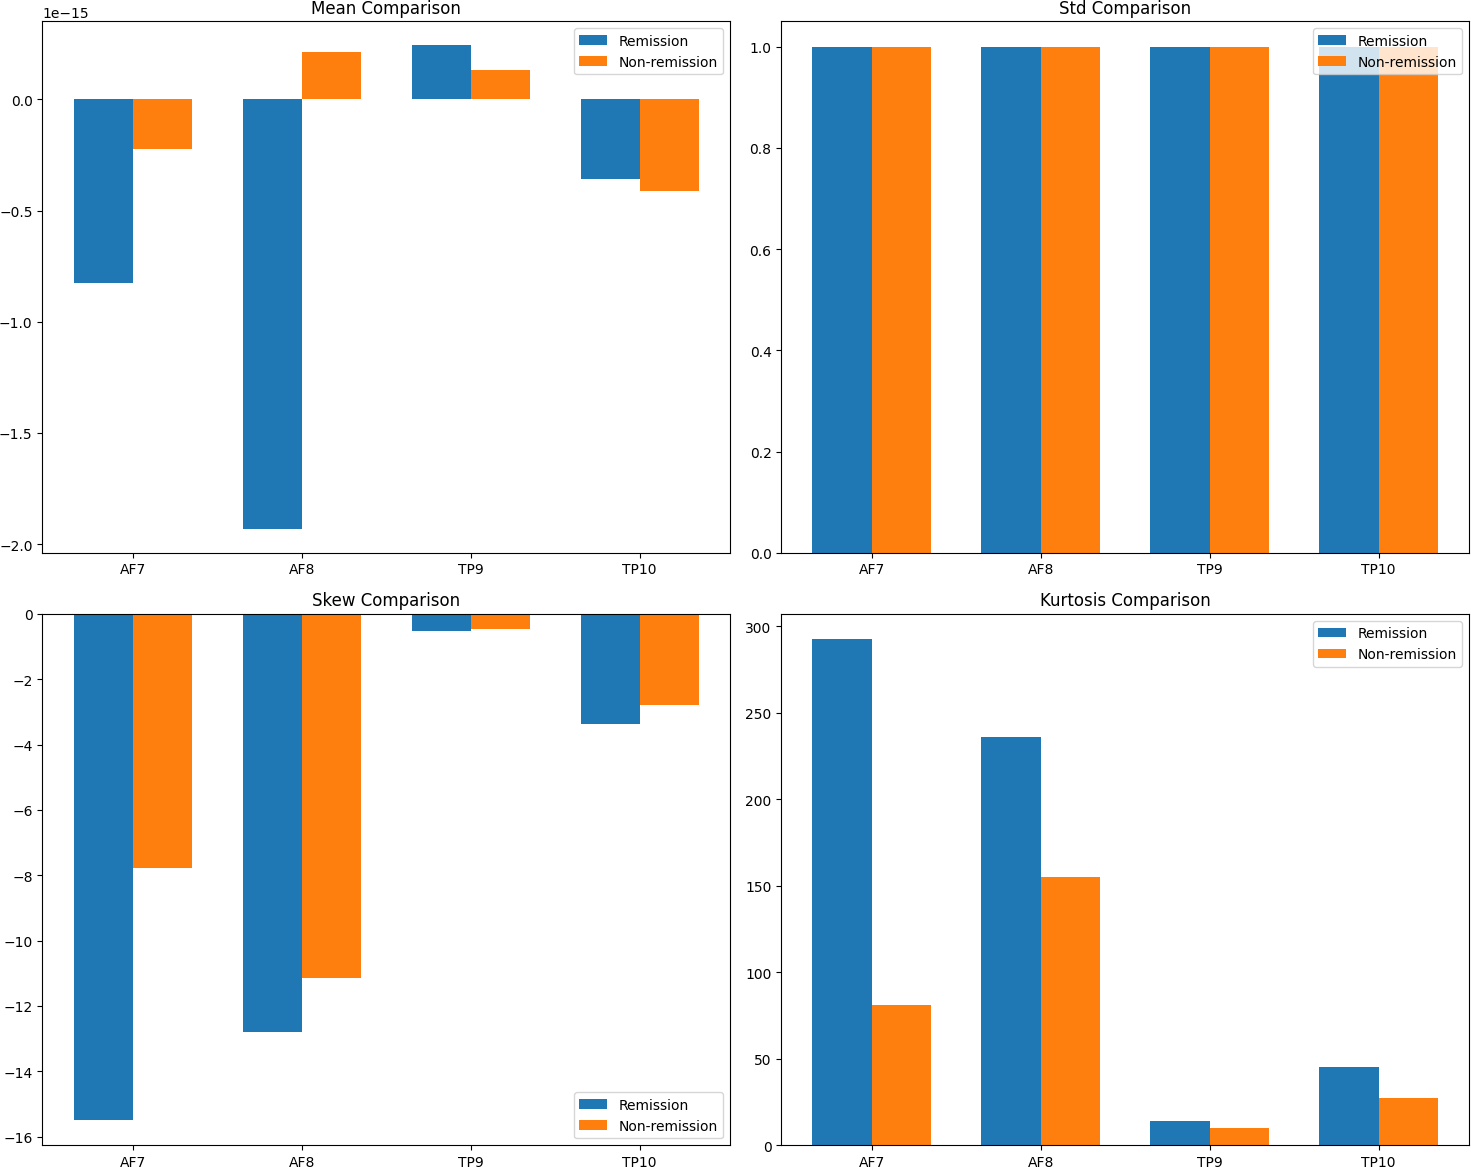 Mean Comparison
1e−15
Remission
Non-remission
0.0
−0.5
−1.0
−1.5
−2.0
AF7 AF8 TP9 TP10
Std Comparison
Remission
Non-remission
1.0
0.8
0.6
0.4
0.2
0.0
AF7 AF8 TP9 TP10
Skew Comparison
0
−2
−4
−6
−8
−10
−12
−14
−16
Remission
Non-remission
AF7 AF8 TP9 TP10
Kurtosis Comparison
Remission
Non-remission
300
250
200
150
100
50
0
AF7 AF8 TP9 TP10